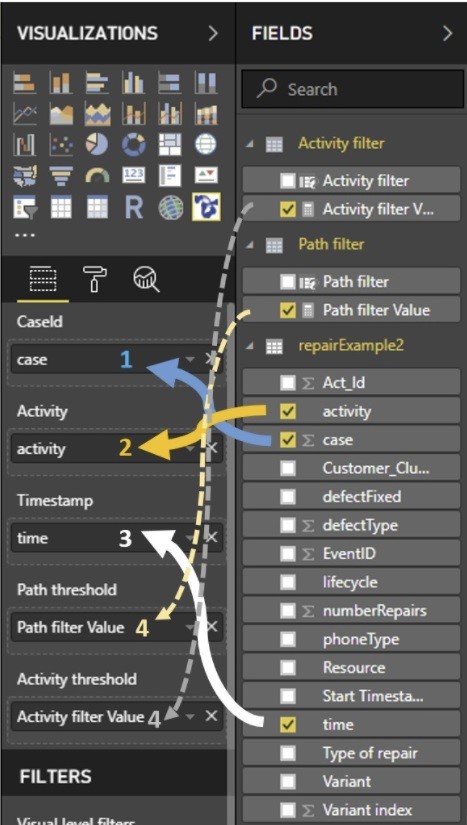 VISUALIZATIONS >
FIELDS >
Search
123
R
...
CaseId
case 1
Activity
activity 2
Timestamp
time 3
Path threshold
Path filter Value 4
Activity threshold
Activity filter Value 4
FILTERS
Visual level filters
Activity filter
Activity filter
Activity filter V...
Path filter
Path filter
Path filter Value
repairExample2
Σ Act_Id
activity
Σ case
Customer_Clu...
defectFixed
Σ defectType
Σ EventID
lifecycle
Σ numberRepairs
phoneType
Resource
Start Timesta...
time
Type of repair
Variant
Σ Variant index